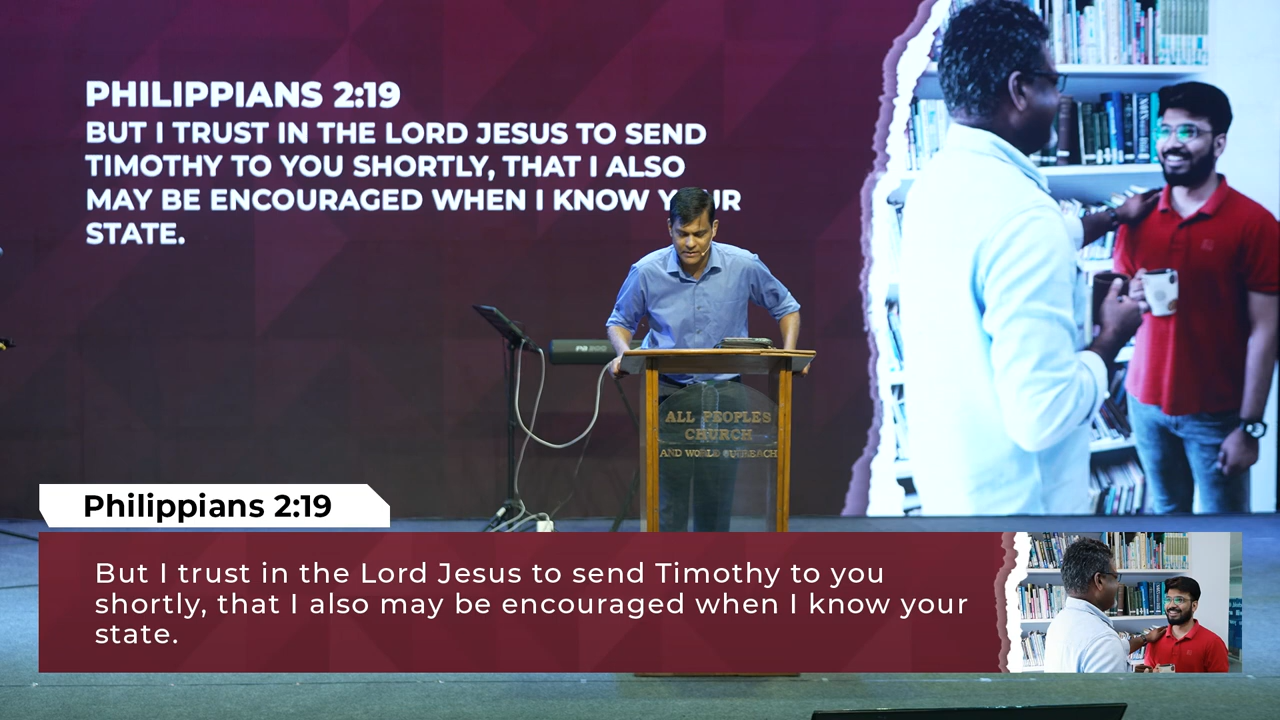 PHILIPPIANS 2:19
BUT I TRUST IN THE LORD JESUS TO SEND
TIMOTHY TO YOU SHORTLY, THAT I ALSO
MAY BE ENCOURAGED WHEN I KNOW YOUR
STATE.
ALL PEOPLES
CHURCH
AND WORLD OUTREACH
Philippians 2:19
But I trust in the Lord Jesus to send Timothy to you
shortly, that I also may be encouraged when I know your
state.